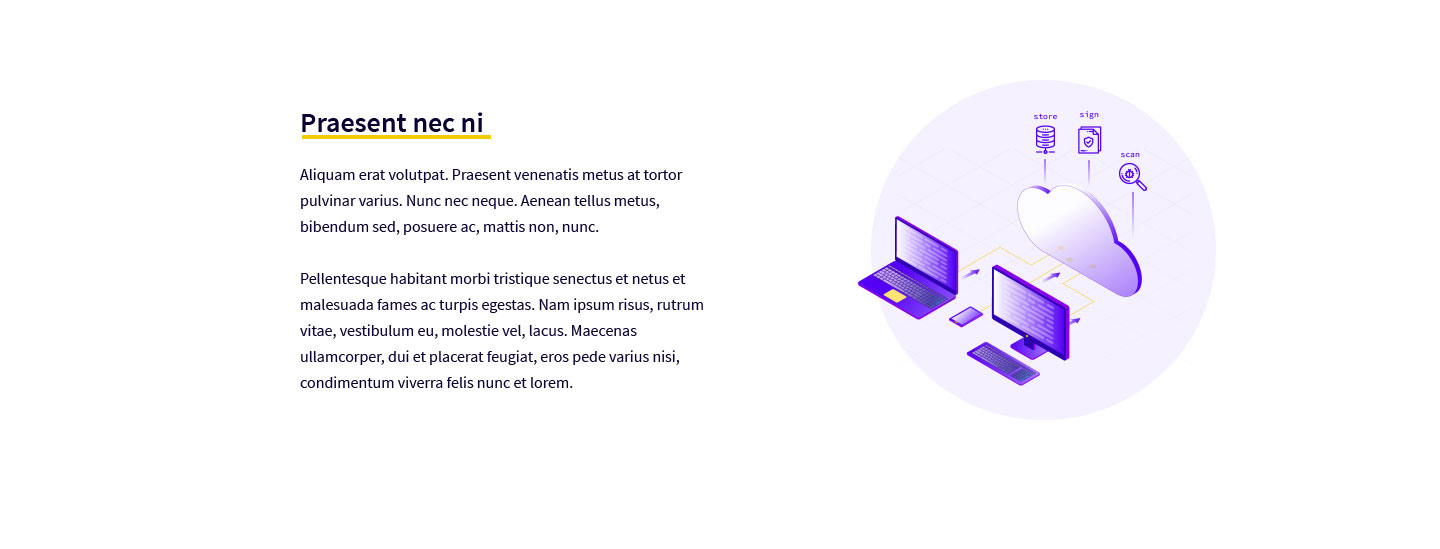 Praesent nec ni
Aliquam erat volutpat. Praesent venenatis metus at tortor
pulvinar varius. Nunc nec neque. Aenean tellus metus,
bibendum sed, posuere ac, mattis non, nunc.
Pellentesque habitant morbi tristique senectus et netus et
malesuada fames ac turpis egestas. Nam ipsum risus, rutrum
vitae, vestibulum eu, molestie vel, lacus. Maecenas
ullamcorper, dui et placerat feugiat, eros pede varius nisi,
condimentum viverra felis nunc et lorem.
store
sign
scan